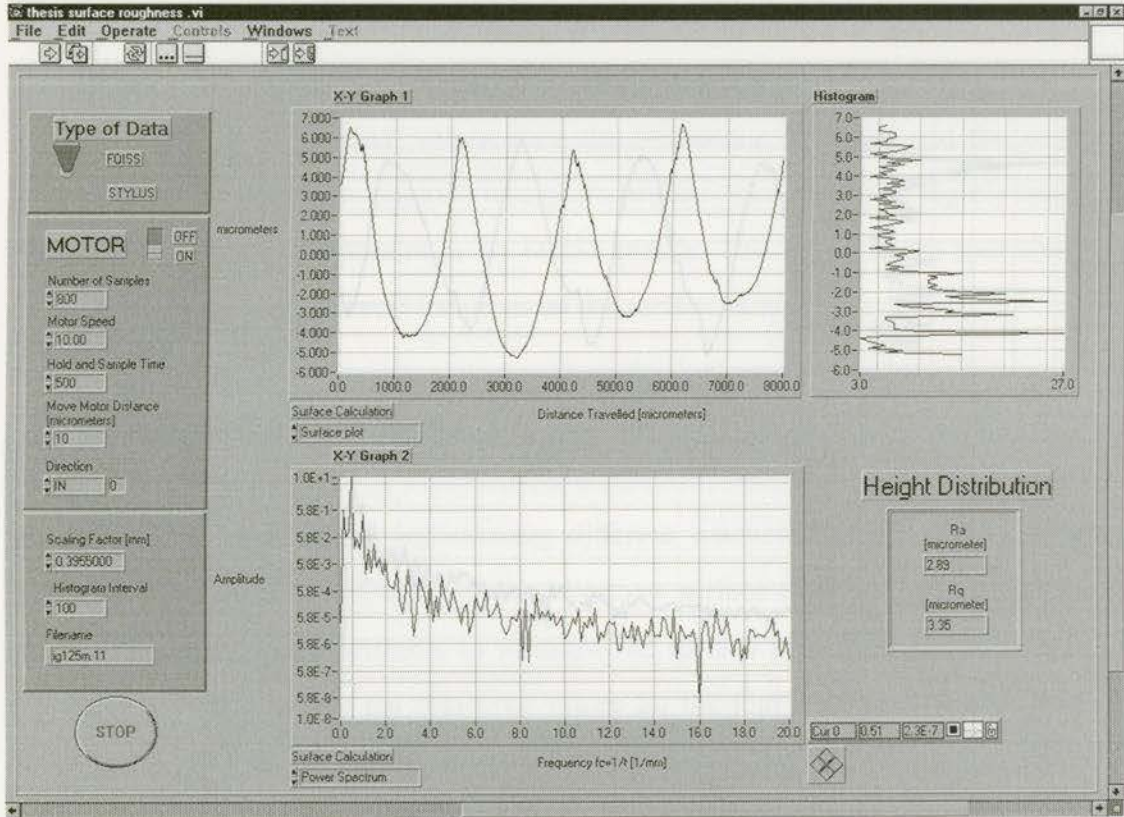 thesis surface roughness .vi
File Edit Operate Controls Windows Text
Type of Data
FOISS
STYLUS
MOTOR
OFF
ON
Number of Samples
800
Motor Speed
10.00
Hold and Sample Time
500
Move Motor Distance
[micrometers]
10
Direction
IN 0
Scaling Factor [mm]
0.3955000
Histogram Interval
100
Filename
STOP
X-Y Graph 1
micrometers
7.000
6.000
5.000
4.000
3.000
2.000
1.000
0.000
-1.000
-2.000
-3.000
-4.000
-5.000
-6.000
0.0 1000.0 2000.0 3000.0 4000.0 5000.0 6000.0 7000.0 8000.0
Distance Travelled [micrometers]
Surface Calculation
Surface plot
Histogram
7.0
6.0
5.0
4.0
3.0
2.0
1.0
0.0
-1.0
-2.0
-3.0
-4.0
-5.0
-6.0
3.0 27.0
X-Y Graph 2
Amplitude
1.0E+1
5.8E-1
5.8E-2
5.8E-3
5.8E-4
5.8E-5
5.8E-6
5.8E-8
1.0E-8
0.0 2.0 4.0 6.0 8.0 10.0 12.0 14.0 16.0 18.0 20.0
Surface Calculation
Power Spectrum
Height Distribution
Ra
[micrometer]
2.89
Rq
[micrometer]
3.35
Cur 0 0.51 2.3E-7